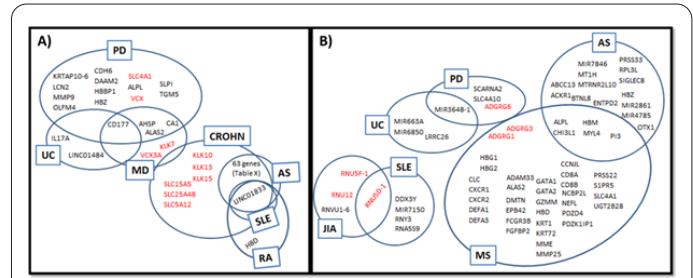 A)
PD
KRTAP10-6
LCN2
MMP9
OLFM4
CDH6
DAAM2
HBBP1
HBZ
SLC4A1
ALPL
VCX
SLPI
TGM5
CD177
AHSP
ALAS2
CA1
IL17A
UC
LINC01484
KLK7
VCX3A
MD
CROHN
KLK10
KLK13
KLK15
63 genes
(Table X)
AS
LINC01833
SLC15A5
SLC25A48
SLC5A12
SLE
HBD
RA
B)
PD
SCARNA2
SLC4A10
ADGRG6
MIR3648-1
UC
MIR663A
MIR6850
LRRC26
ADGRG3
ADGRG1
AS
MIR7846
MT1H
MTRNR2L10
ABCC13
ACKR1
BTNL8
ENTPD2
PRSS33
RPL3L
SIGLEC8
HBZ
MIR2861
MIR4785
OTX1
ALPL
CHI3L1
HBM
MYL4
PI3
SLE
RNU5F-1
RNU12
RNU5D-1
RNVU1-6
JIA
DDX3Y
MIR7150
RNY3
RNA5S9
HBG1
HBG2
CLC
CXCR1
CXCR2
DEFA1
DEFA3
ADAM33
ALAS2
DMTN
EPB42
FCGR3B
FGFBP2
GATA1
GATA2
GZMM
HBD
KRT1
KRT72
MME
MMP25
CCNJL
CD8A
CD8B
NCBP2L
NEFL
PDZD4
PDZK1IP1
PRSS22
S1PR5
SLC4A1
UGT2B28
MS